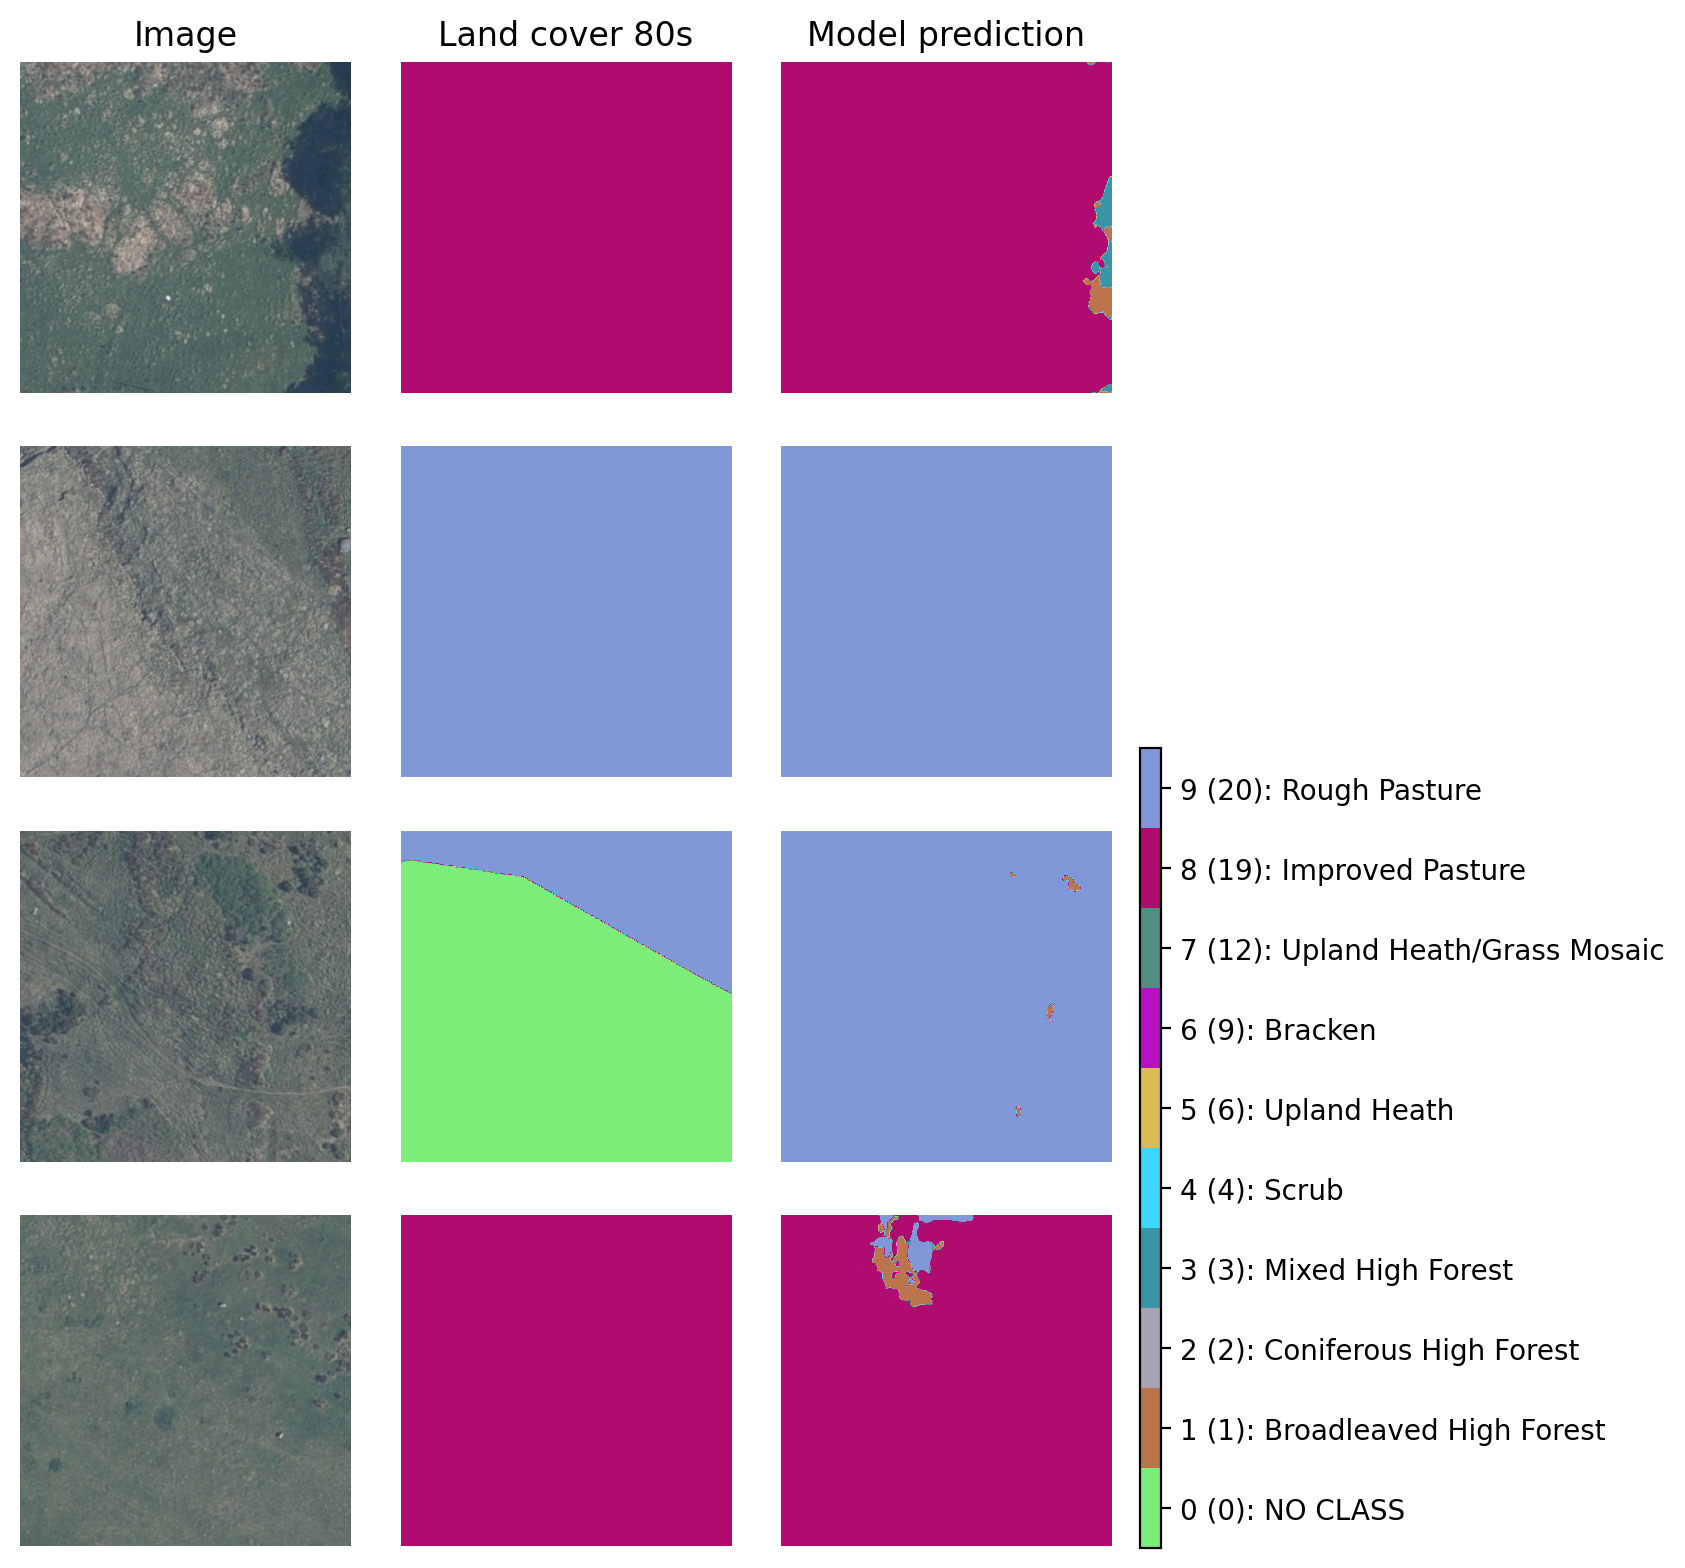 Image
Land cover 80s
Model prediction
9 (20): Rough Pasture
8 (19): Improved Pasture
7 (12): Upland Heath/Grass Mosaic
6 (9): Bracken
5 (6): Upland Heath
4 (4): Scrub
3 (3): Mixed High Forest
2 (2): Coniferous High Forest
1 (1): Broadleaved High Forest
0 (0): NO CLASS